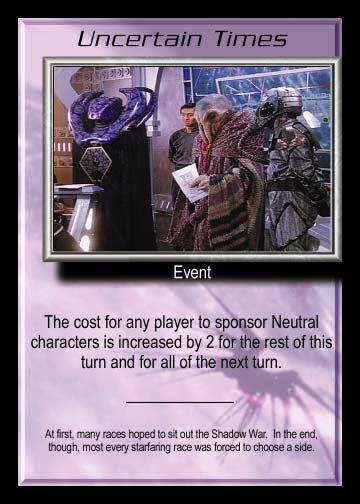 Uncertain Times
Event
The cost for any player to sponsor Neutral
characters is increased by 2 for the rest of this
turn and for all of the next turn.
At first, many races hoped to sit out the Shadow War. In the end,
though, most every starfaring race was forced to choose a side.